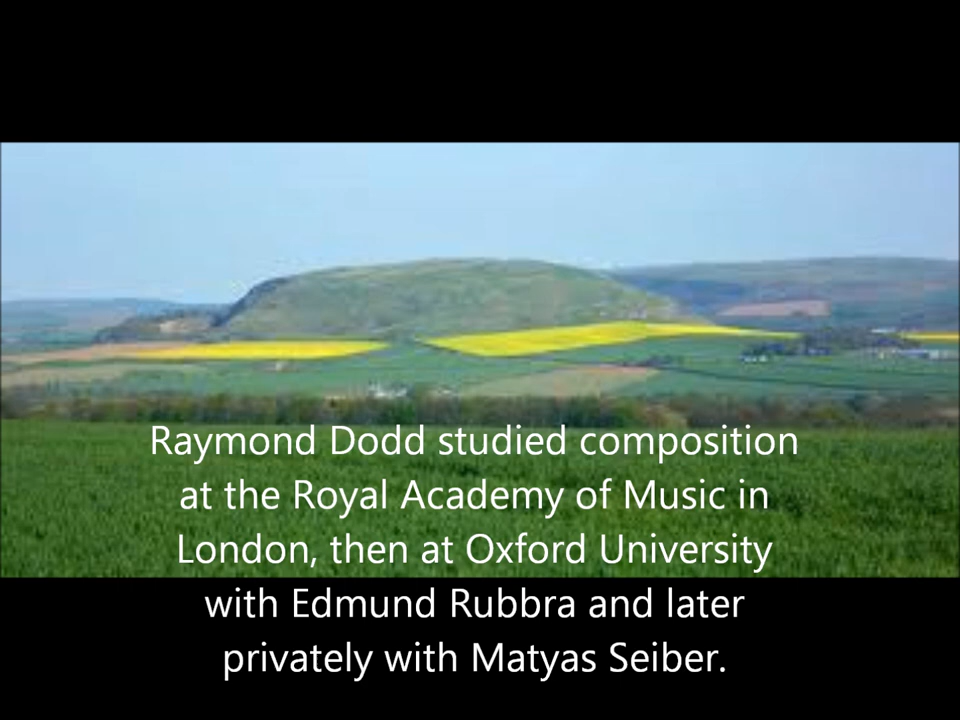 Raymond Dodd studied composition
at the Royal Academy of Music in
London, then at Oxford University
with Edmund Rubbra and later
privately with Matyas Seiber.